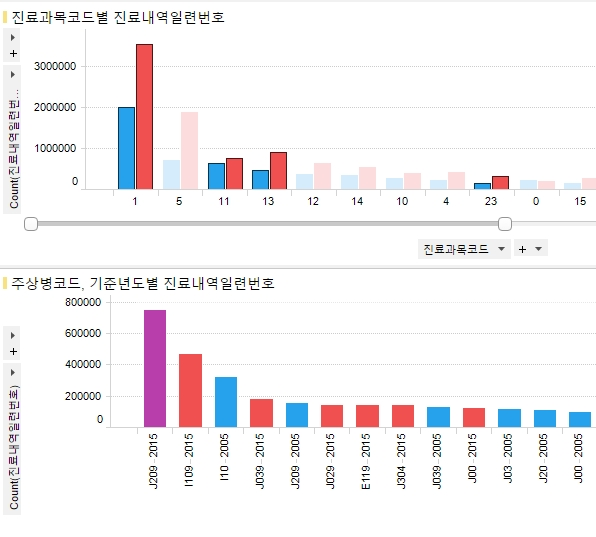 진료과목코드별 진료내역일련번호
+
Count(진료내역일련번...
3000000
2000000
1000000
0
1 5 11 13 12 14 10 4 23 0 15
진료과목코드 +
주상병코드, 기준년도별 진료내역일련번호
+
Count(진료내역일련번호)
800000
600000
400000
200000
0
J209 - 2015
I109 - 2015
I10 - 2005
J039 - 2015
J209 - 2005
J029 - 2015
E119 - 2015
J304 - 2015
J039 - 2005
J00 - 2015
J03 - 2005
J20 - 2005
J00 - 2005